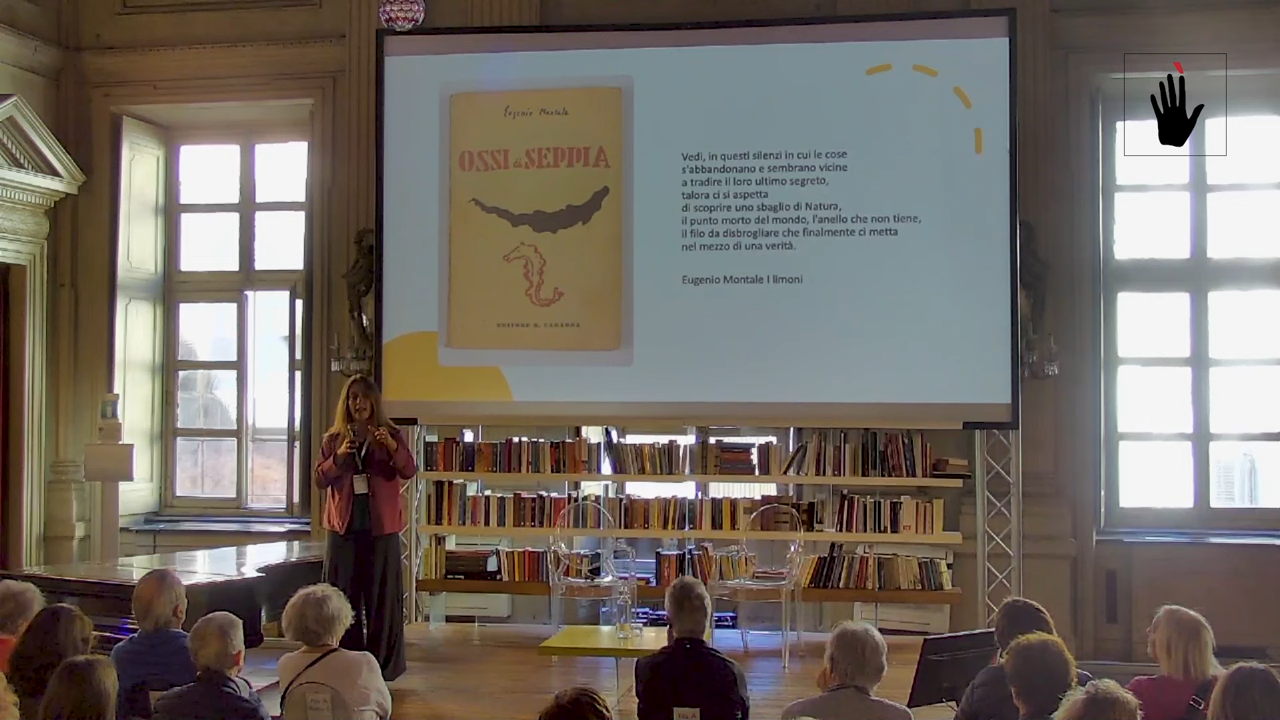 Eugenio Montale
OSSI di SEPPIA
EDITORE G. CARABBA
Vedi, in questi silenzi in cui le cose
s'abbandonano e sembrano vicine
a tradire il loro ultimo segreto,
talora ci si aspetta
di scoprire uno sbaglio di Natura,
il punto morto del mondo, l'anello che non tiene,
il filo da disbrogliare che finalmente ci metta
nel mezzo di una verità.
Eugenio Montale I limoni